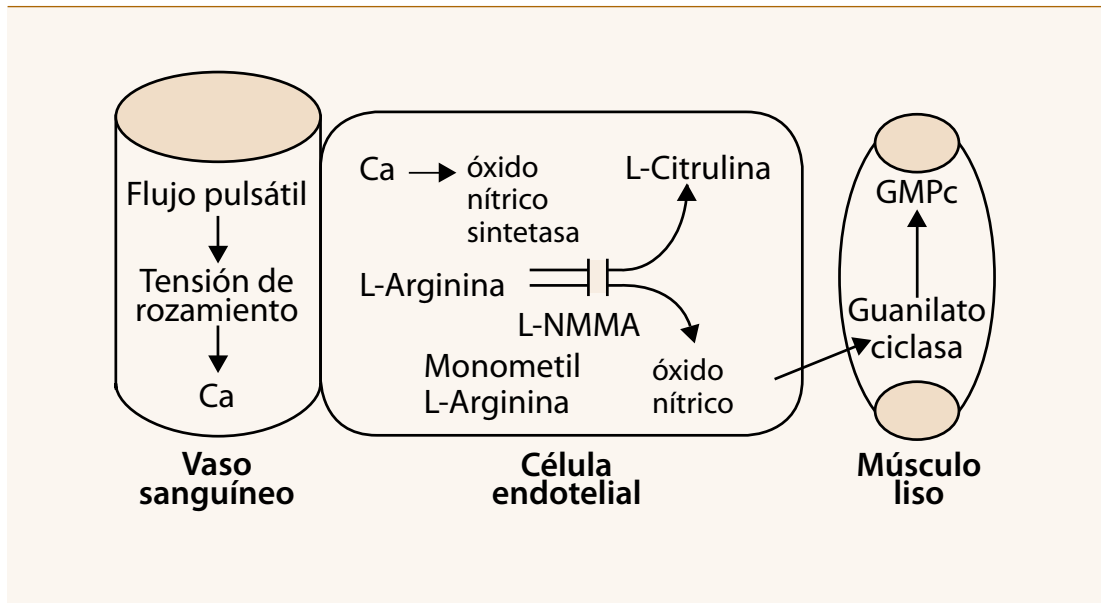 Flujo pulsátil
Tensión de
rozamiento
Ca
Vaso
sanguíneo
Ca
óxido
nítrico
sintetasa
L-Citrulina
L-Arginina
L-NMMA
Monometil
L-Arginina
óxido
nítrico
Célula
endotelial
GMPc
Guanilato
ciclasa
Músculo
liso